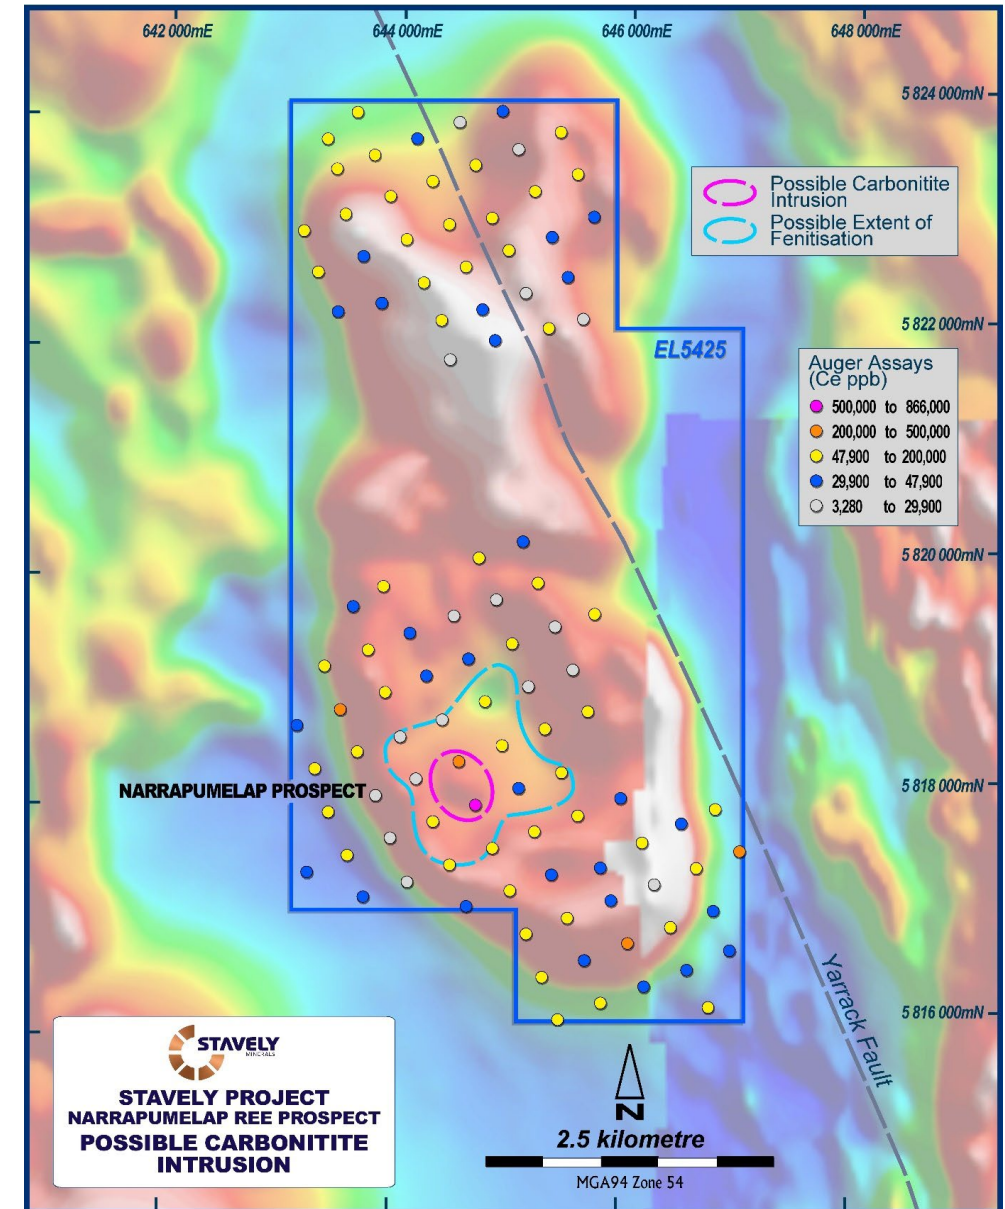 642 000mE
644 000mE
646 000mE
648 000mE
5 824 000mN
Possible Carbonitite
Intrusion
Possible Extent of
Fenitisation
5 822 000mN
EL5425
Auger Assays
(Ce ppb)
500,000 to 866,000
200,000 to 500,000
47,900 to 200,000
29,900 to 47,900
3,280 to 29,900
5 820 000mN
5 818 000mN
NARRAPUMELAP PROSPECT
Yarrack Fault
5 816 000mN
STAVELY
MINERALS
STAVELY PROJECT
NARRAPUMELAP REE PROSPECT
POSSIBLE CARBONITITE
INTRUSION
N
2.5 kilometre
MGA94 Zone 54